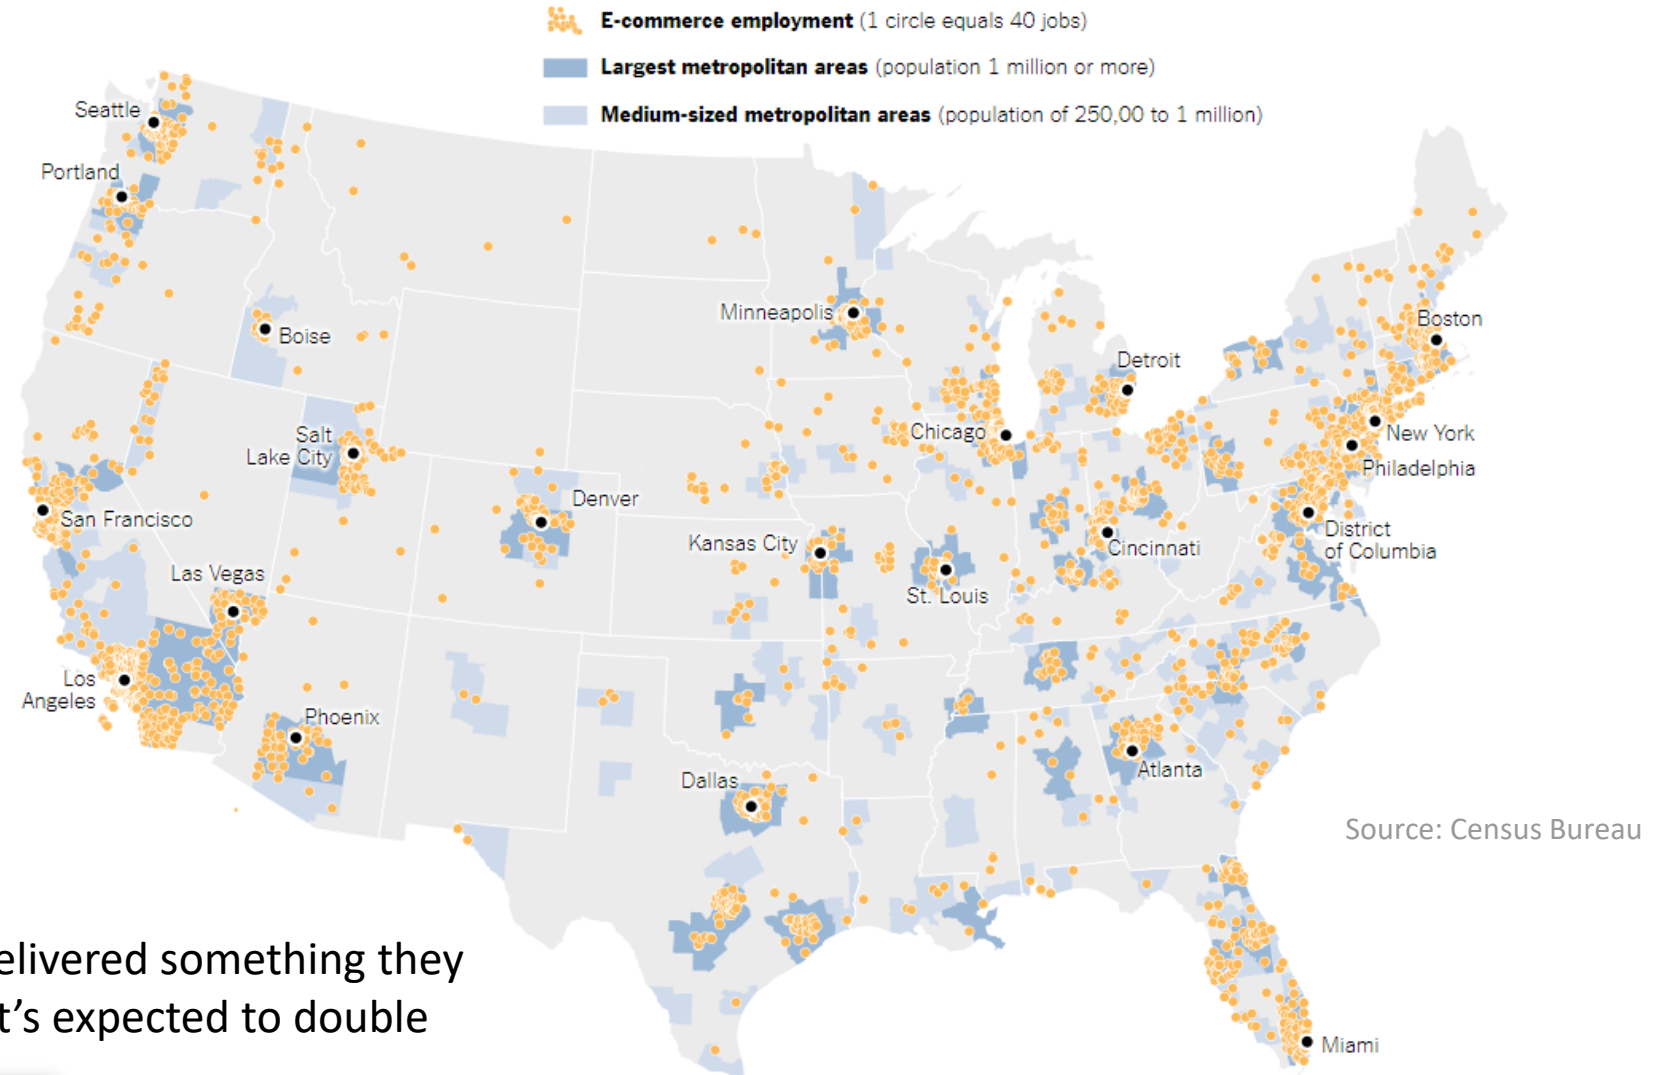 E-commerce employment (1 circle equals 40 jobs)
Largest metropolitan areas (population 1 million or more)
Medium-sized metropolitan areas (population of 250,00 to 1 million)
Seattle
Portland
Boise
Minneapolis
Detroit
Boston
Salt
Lake City
Chicago
New York
Philadelphia
San Francisco
Denver
Kansas City
Cincinnati
District
of Columbia
Las Vegas
St. Louis
Los
Angeles
Phoenix
Dallas
Atlanta
Source: Census Bureau
elivered something they
t’s expected to double
Miami